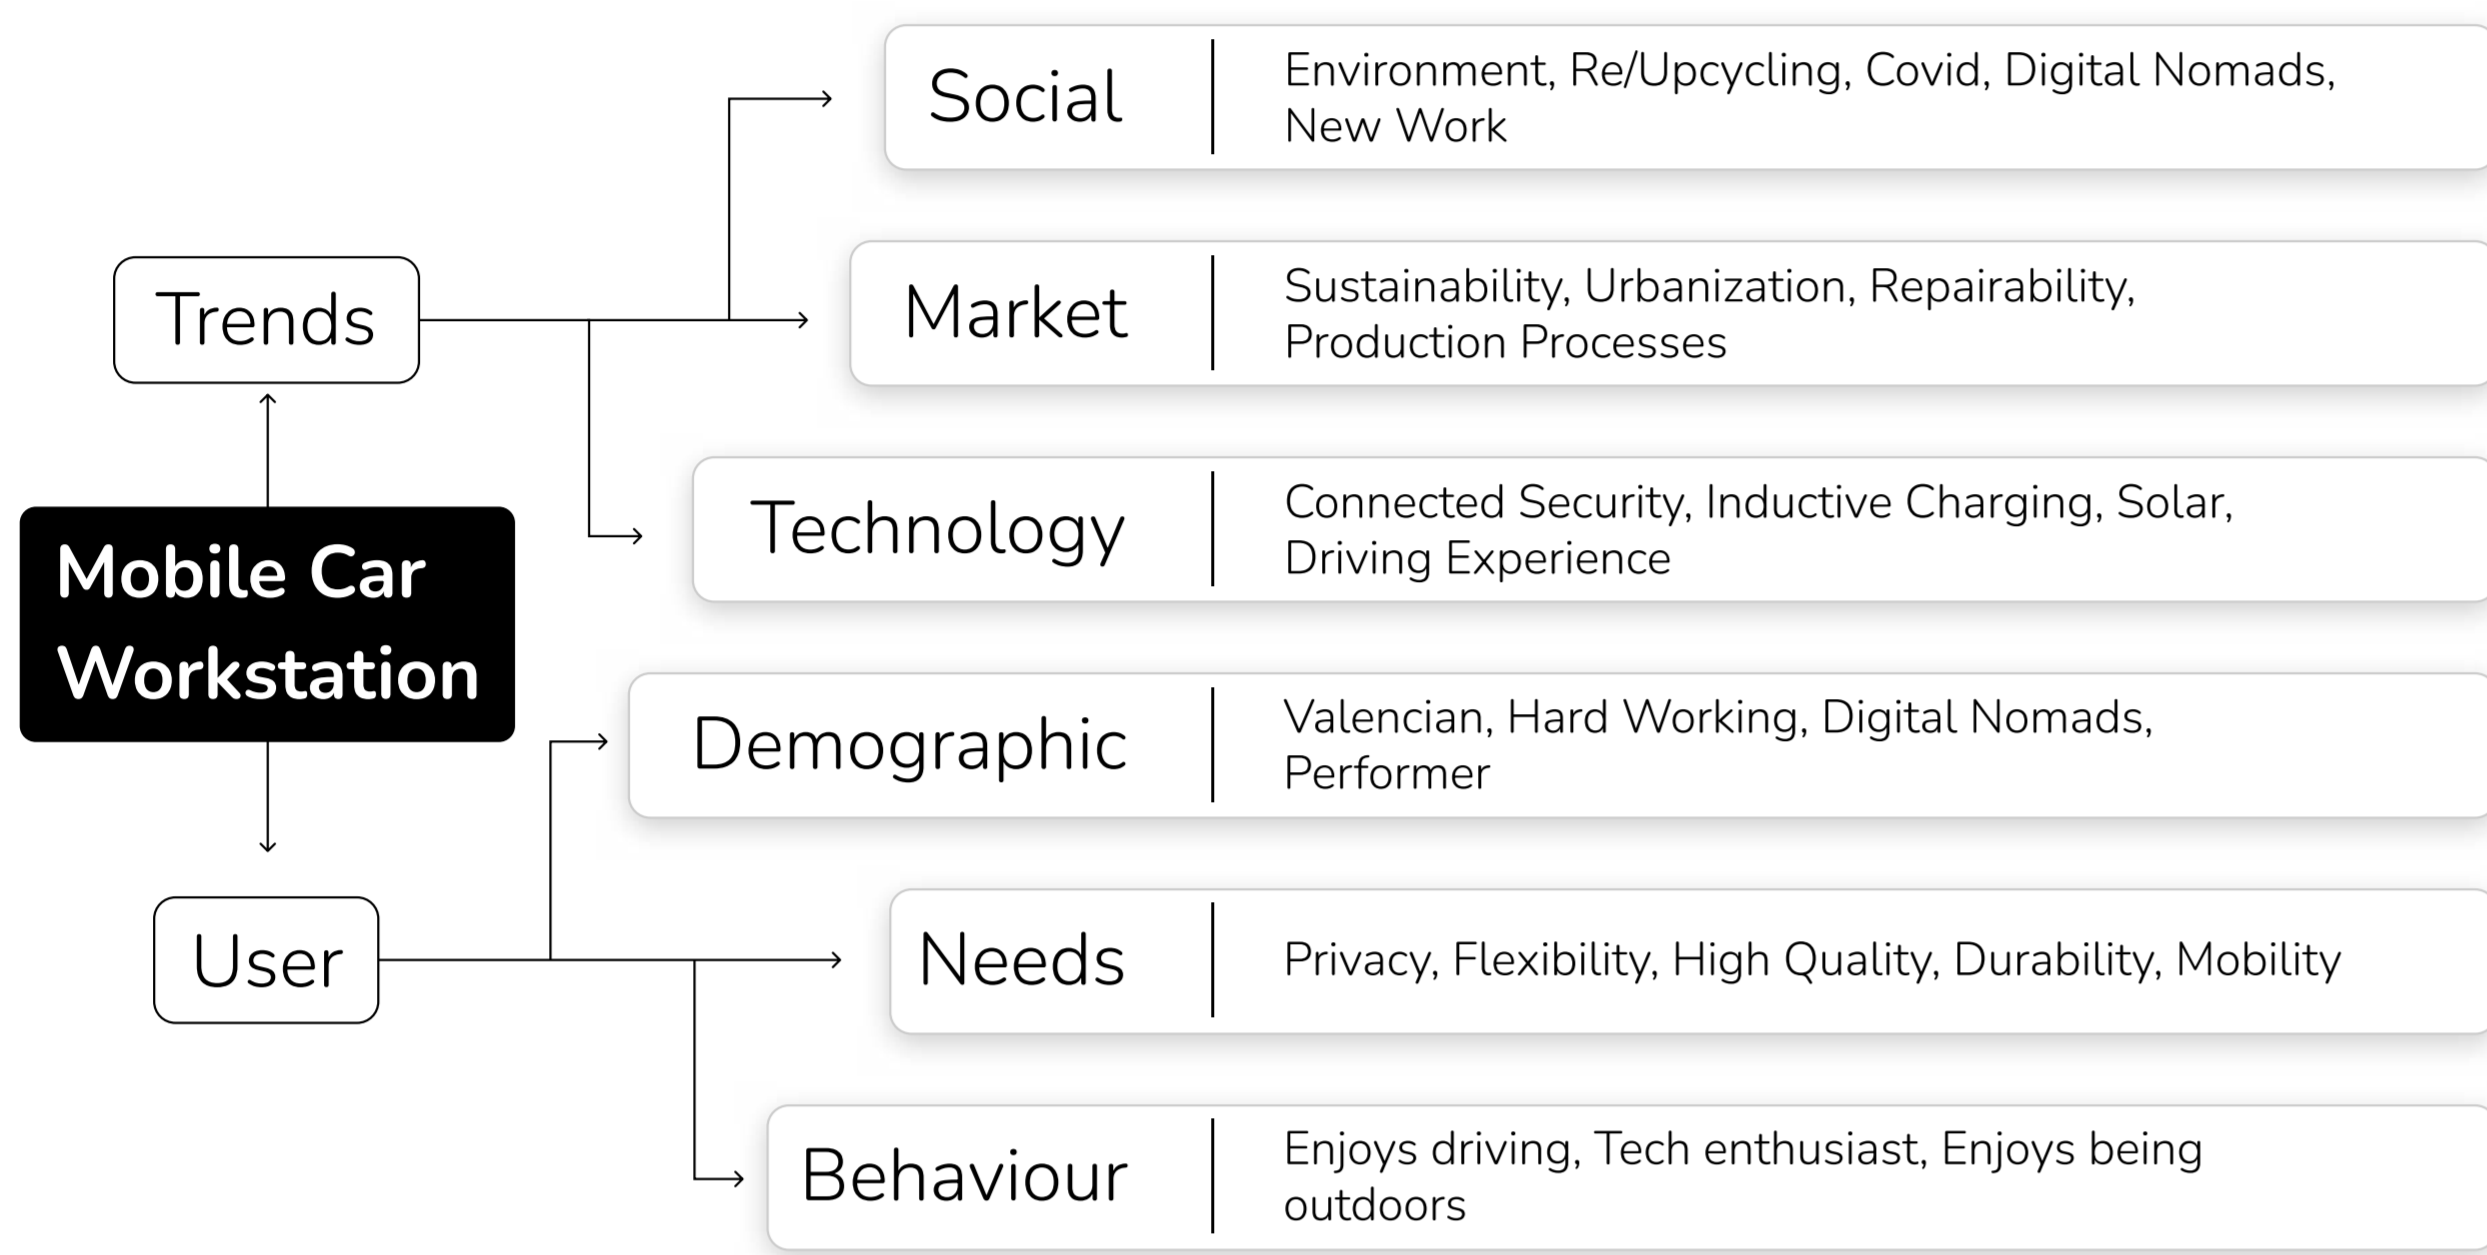 Social
Environment, Re/Upcycling, Covid, Digital Nomads,
New Work
Trends
Market
Sustainability, Urbanization, Repairability,
Production Processes
Technology
Connected Security, Inductive Charging, Solar,
Driving Experience
Mobile Car
Workstation
Demographic
Valencian, Hard Working, Digital Nomads,
Performer
User
Needs
Privacy, Flexibility, High Quality, Durability, Mobility
Behaviour
Enjoys driving, Tech enthusiast, Enjoys being
outdoors